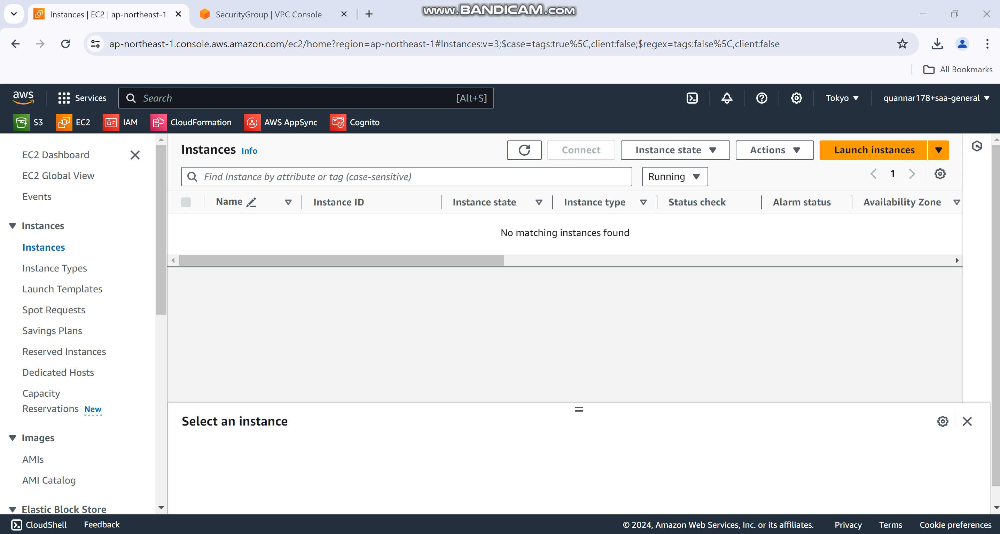 Instances | EC2 | ap-northeast-1
SecurityGroup | VPC Console
www.BANDICAM.com
ap-northeast-1.console.aws.amazon.com/ec2/home?region=ap-northeast-1#Instances:v=3;$case=tags:true%5C,client:false;$regex=tags:false%5C,client:false
All Bookmarks
aws
Services
Search
[Alt+S]
Tokyo
quannar178+saa-general
S3
EC2
IAM
CloudFormation
AWS AppSync
Cognito
EC2 Dashboard
EC2 Global View
Events
Instances
Instances
Instance Types
Launch Templates
Spot Requests
Savings Plans
Reserved Instances
Dedicated Hosts
Capacity
Reservations New
Images
AMIs
AMI Catalog
Elastic Block Store
Instances Info
Connect
Instance state
Actions
Launch instances
Find Instance by attribute or tag (case-sensitive)
Running
1
Name
Instance ID
Instance state
Instance type
Status check
Alarm status
Availability Zone
No matching instances found
Select an instance
CloudShell
Feedback
© 2024, Amazon Web Services, Inc. or its affiliates.
Privacy
Terms
Cookie preferences